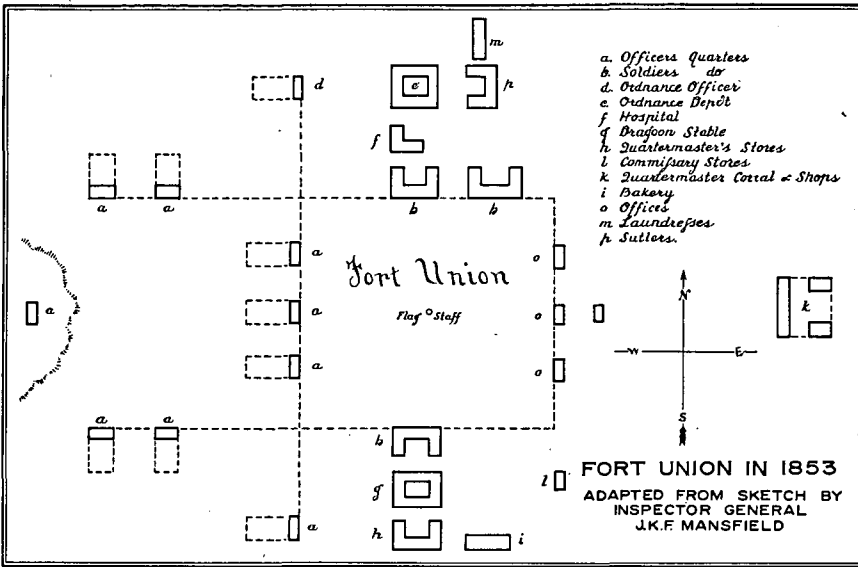 m
d
e
p
a. Officers Quarters
b. Soldiers do
d. Ordnance Officer
e. Ordnance Depôt
f Hospital
g Dragoon Stable
h Quartermaster's Stores
l Commissary Stores
k Quartermaster Corral & Shops
i Bakery
o Offices
m Laundresses
p Sutlers.
f
a a b b
a
Fort Union
o
a
a
Flag Staff
o
a
o
k
N
W E
S
a a
b
g
l
h
i
a
FORT UNION IN 1853
ADAPTED FROM SKETCH BY
INSPECTOR GENERAL
J.K.F. MANSFIELD